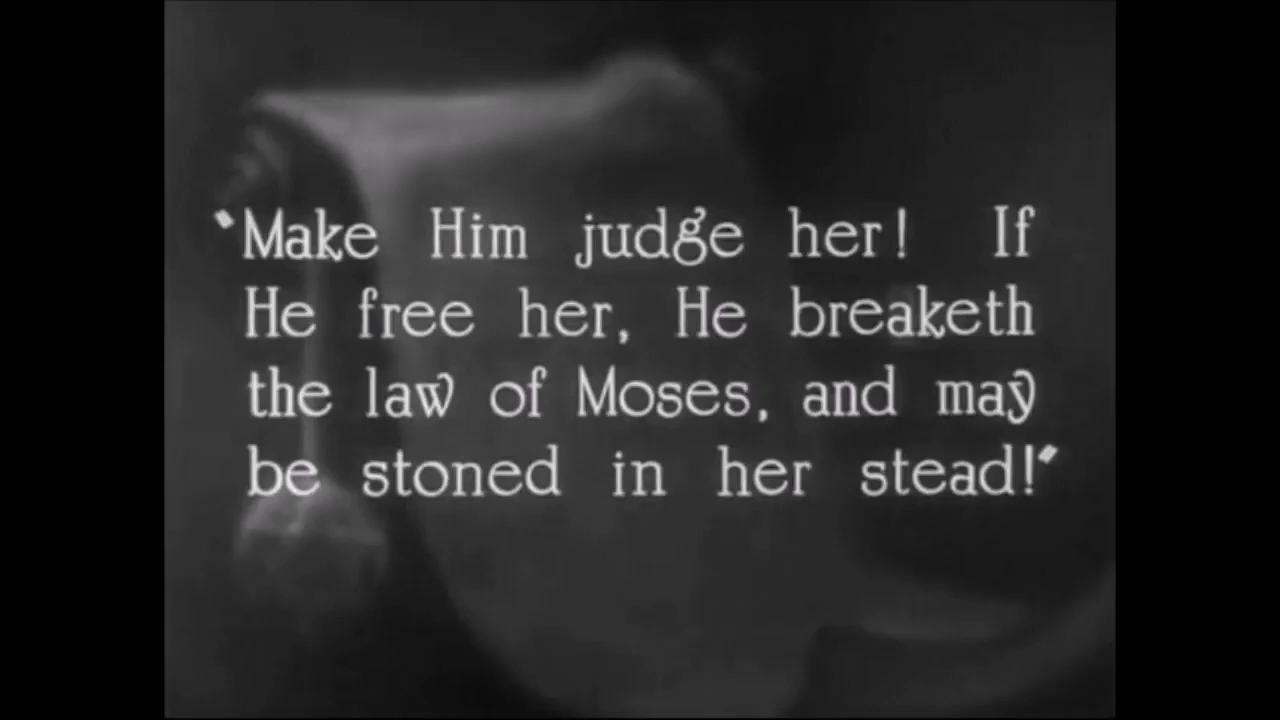 "Make Him judge her! If
He free her, He breaketh
the law of Moses, and may
be stoned in her stead!"